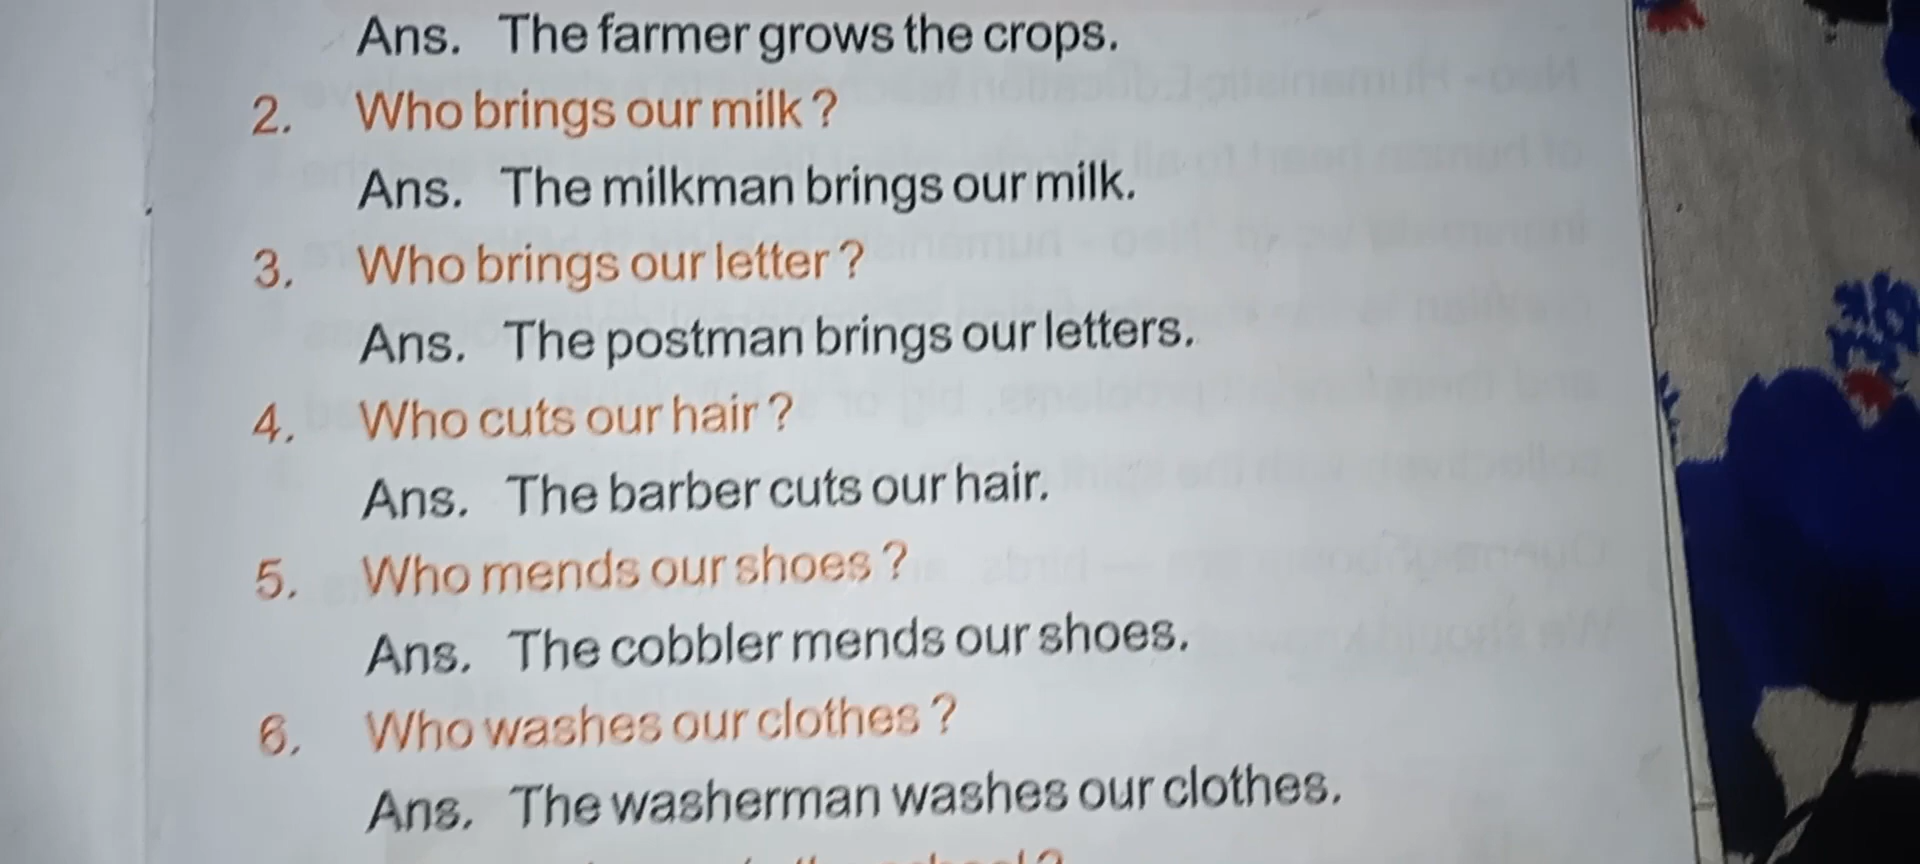 Ans. The farmer grows the crops.
2. Who brings our milk ?
Ans. The milkman brings our milk.
3. Who brings our letter ?
Ans. The postman brings our letters.
4. Who cuts our hair ?
Ans. The barber cuts our hair.
5. Who mends our shoes ?
Ans. The cobbler mends our shoes.
6. Who washes our clothes ?
Ans. The washerman washes our clothes.